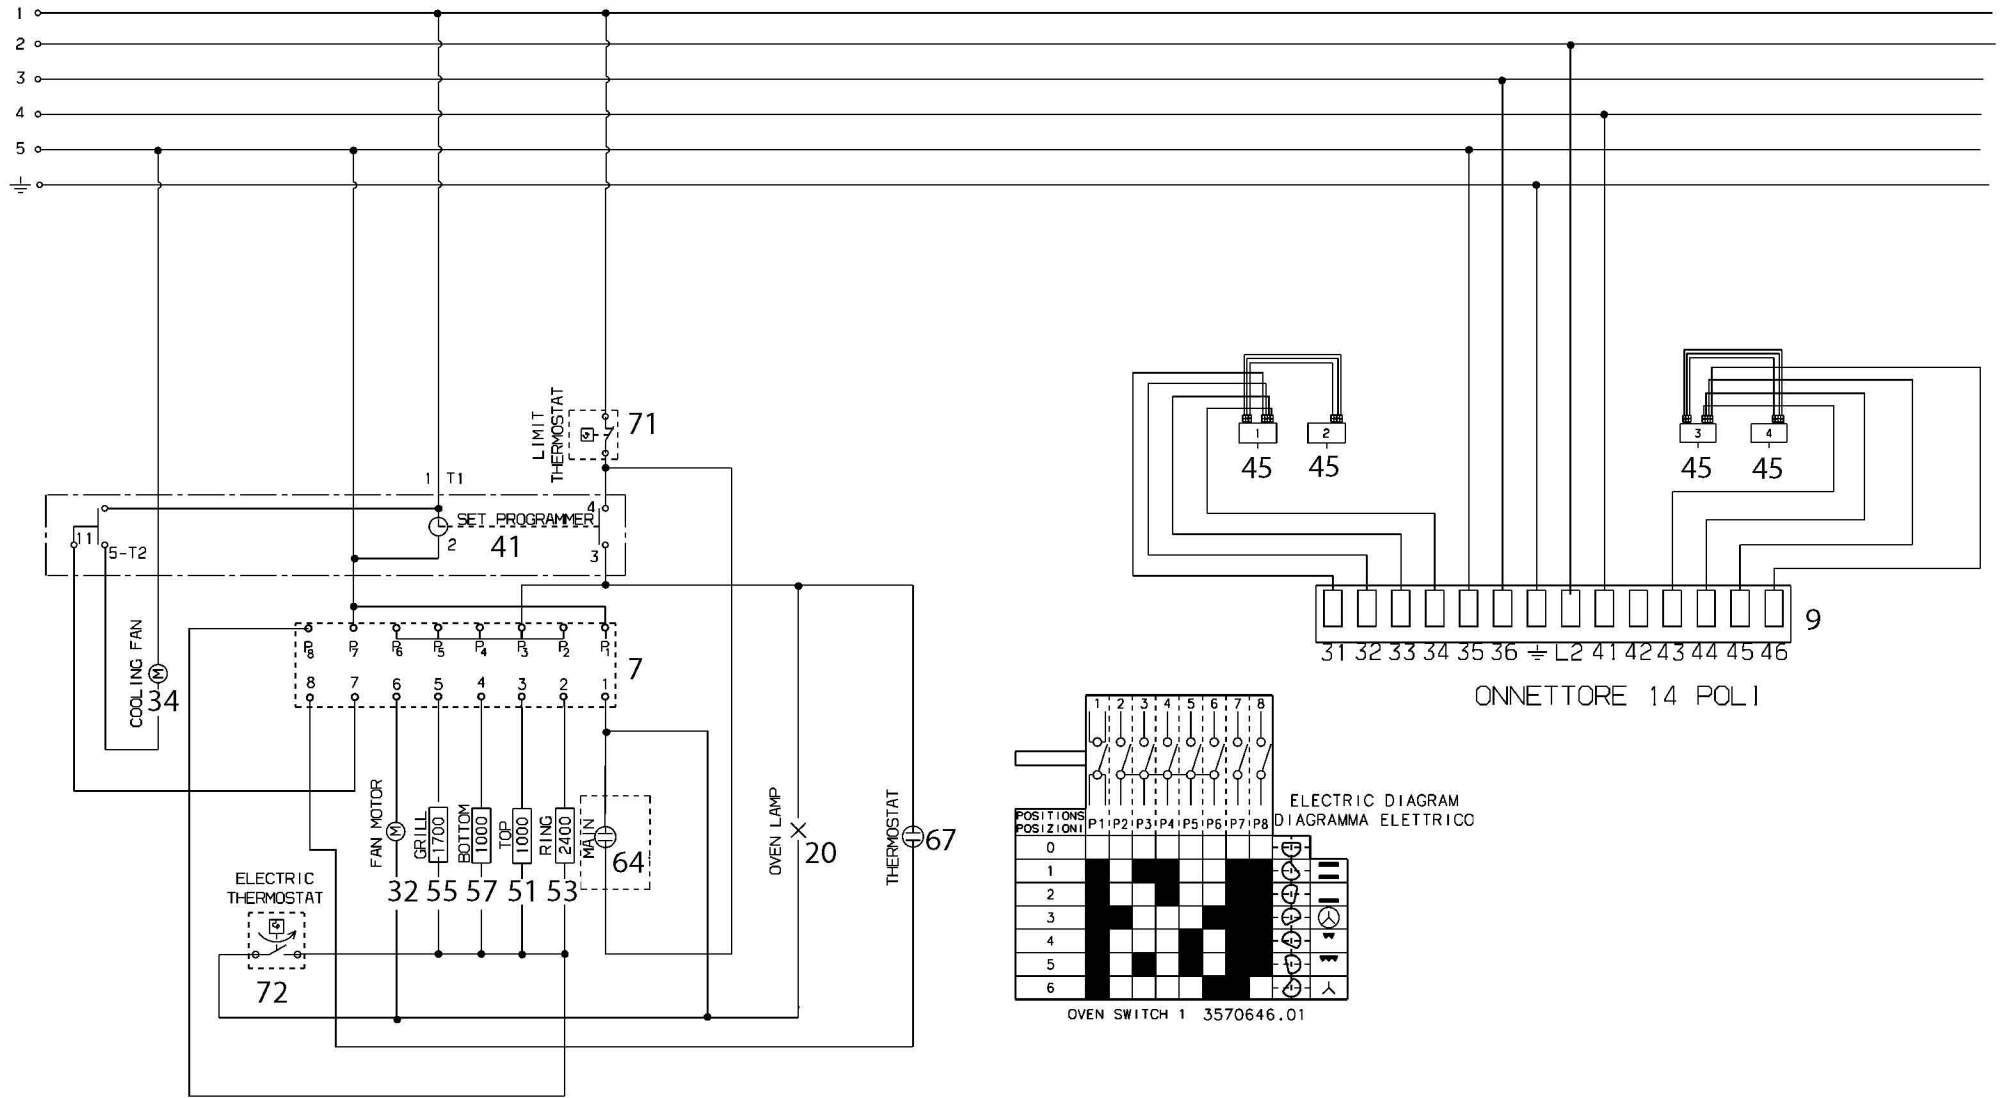 1
2
3
4
5
LIMIT
THERMOSTAT
71
1 T1
4
SET PROGRAMMER
41
2
3
11
5-T2
COOLING FAN
34
P8 P7 P6 P5 P4 P3 P2 P1
7
8 7 6 5 4 3 2 1
FAN MOTOR
GRILL
1700
BOTTOM
1000
TOP
1000
RING
2400
MAIN
64
32 55 57 51 53
OVEN LAMP
20
THERMOSTAT
67
ELECTRIC
THERMOSTAT
72
1 2
45 45
3 4
45 45
9
31 32 33 34 35 36 L2 41 42 43 44 45 46
ONNETTORE 14 POLI
1 2 3 4 5 6 7 8
ELECTRIC DIAGRAM
DIAGRAMMA ELETTRICO
POSITIONS
POSIZIONI
P1 P2 P3 P4 P5 P6 P7 P8
0
1
2
3
4
5
6
OVEN SWITCH 1 3570646.01